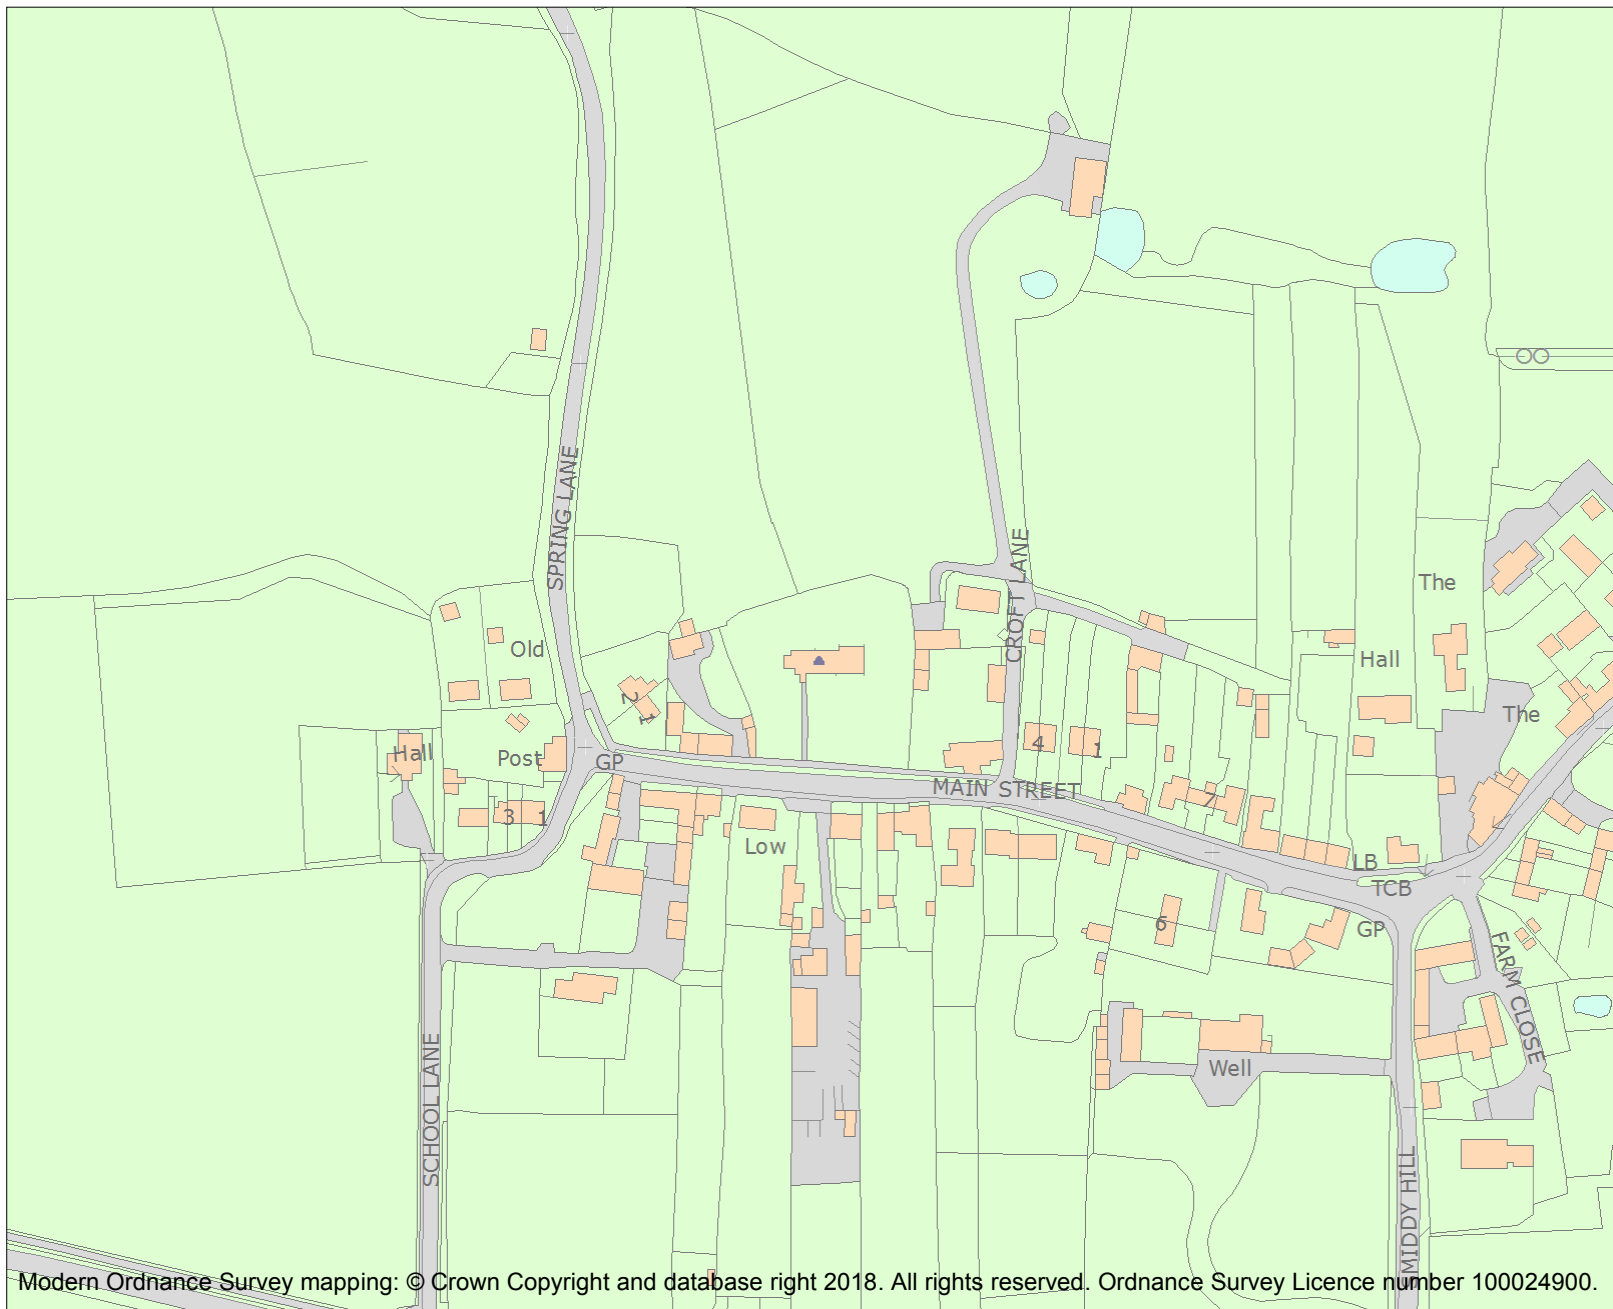 SPRING LANE
CROFT LANE
The
Old
Hall
2
1
The
4
1
Hall
Post
GP
MAIN STREET
7
3
1
Low
LB
TCB
6
GP
FARM CLOSE
Well
SCHOOL LANE
SMIDDY HILL
Modern Ordnance Survey mapping: © Crown Copyright and database right 2018. All rights reserved. Ordnance Survey Licence number 100024900.